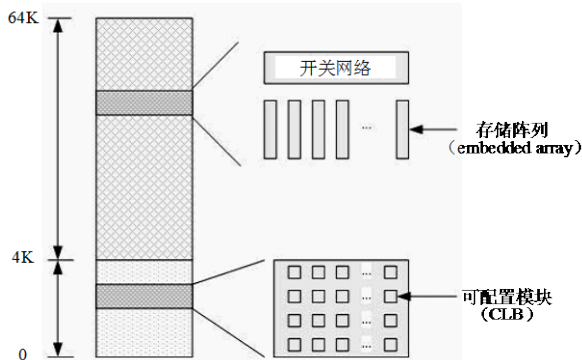 64K
开关网络
...
存储阵列
（embedded array）
4K
...
...
可配置模块
...
（CLB）
...
0